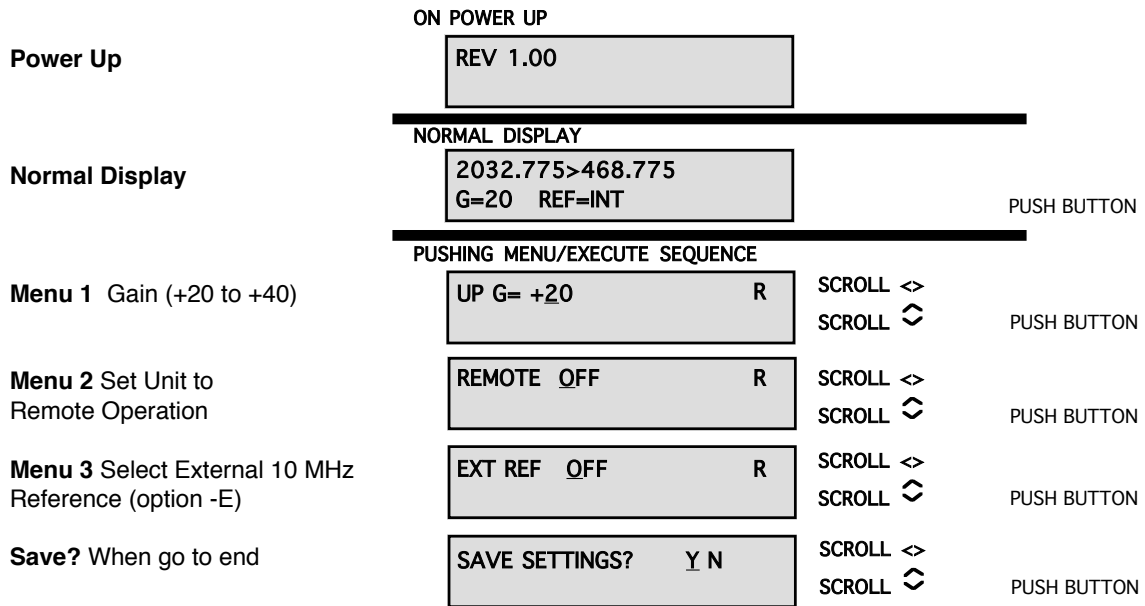 ON POWER UP
Power Up
REV 1.00
NORMAL DISPLAY
Normal Display
2032.775>468.775
G=20 REF=INT
PUSH BUTTON
PUSHING MENU/EXECUTE SEQUENCE
Menu 1 Gain (+20 to +40)
UP G= +20 R
SCROLL <>
SCROLL
PUSH BUTTON
Menu 2 Set Unit to
Remote Operation
REMOTE OFF R
SCROLL <>
SCROLL
PUSH BUTTON
Menu 3 Select External 10 MHz
Reference (option -E)
EXT REF OFF R
SCROLL <>
SCROLL
PUSH BUTTON
Save? When go to end
SAVE SETTINGS? Y N
SCROLL <>
SCROLL
PUSH BUTTON